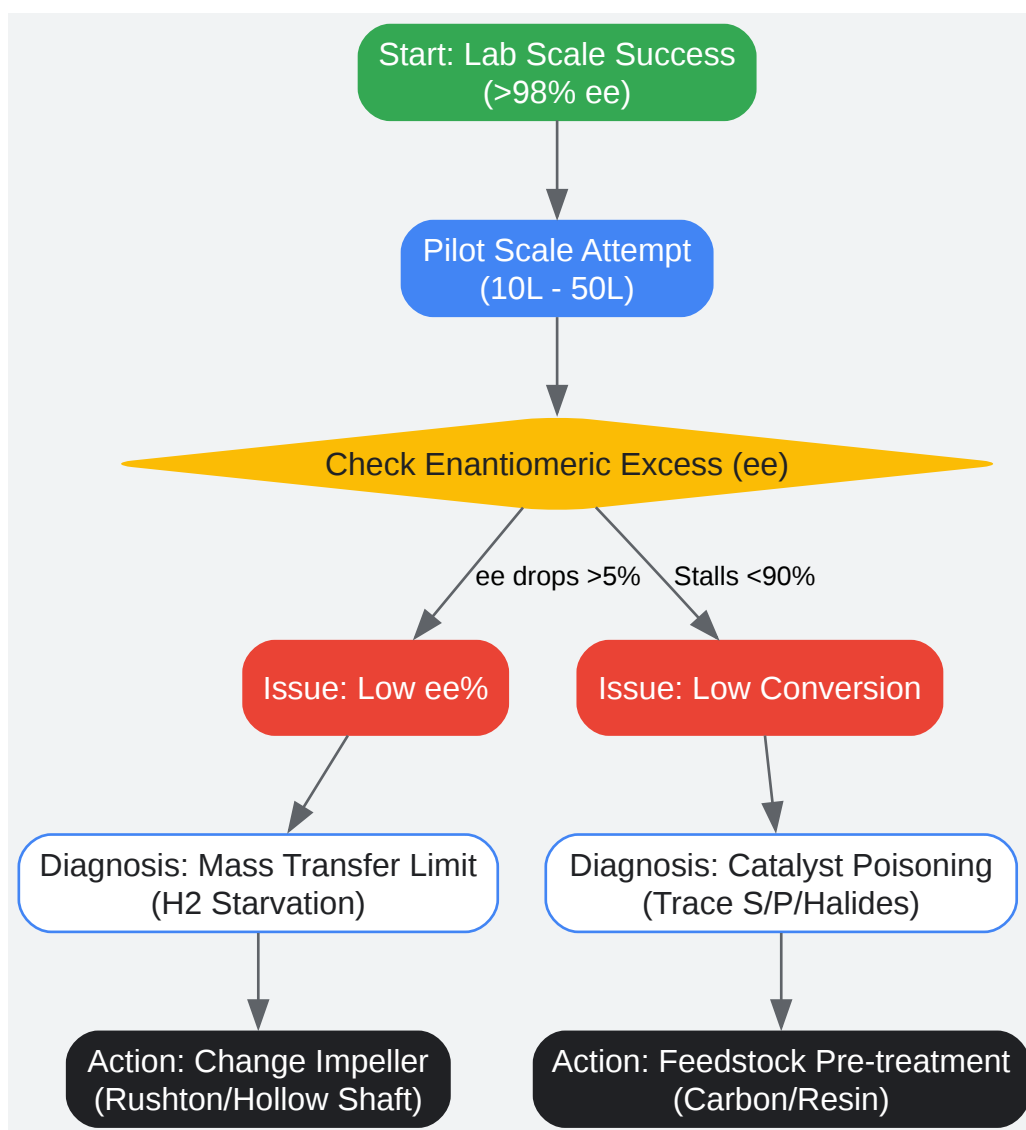 Start: Lab Scale Success
(>98% ee)
Pilot Scale Attempt
(10L - 50L)
Check Enantiomeric Excess (ee)
ee drops >5%
Stalls <90%
Issue: Low ee%
Issue: Low Conversion
Diagnosis: Mass Transfer Limit
(H2 Starvation)
Diagnosis: Catalyst Poisoning
(Trace S/P/Halides)
Action: Change Impeller
(Rushton/Hollow Shaft)
Action: Feedstock Pre-treatment
(Carbon/Resin)